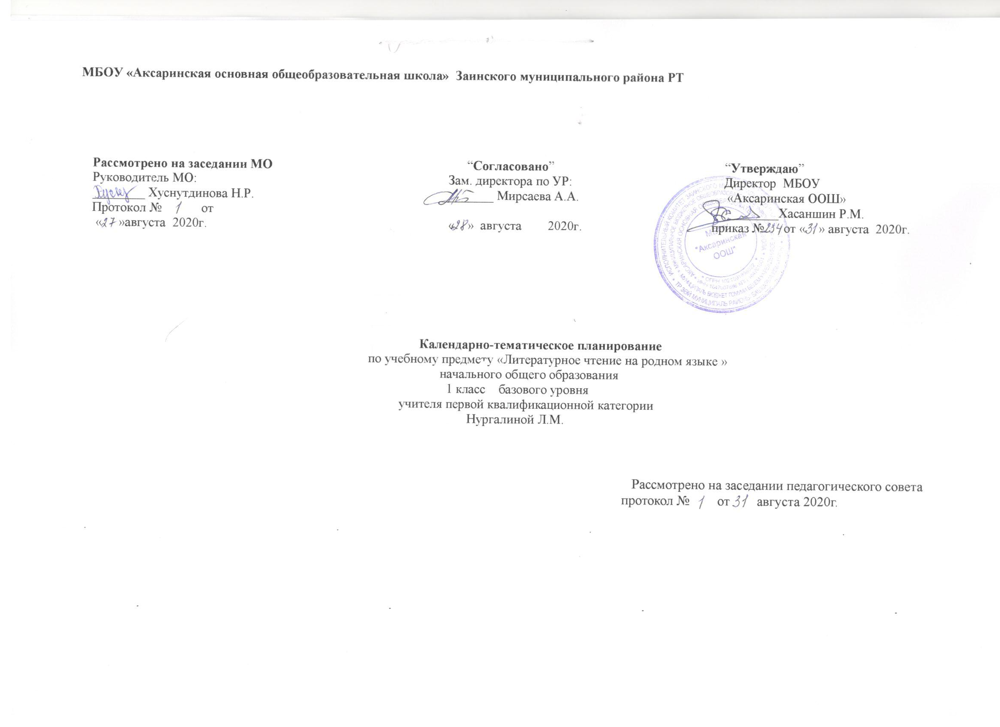 МБОУ «Аксаринская основная общеобразовательная школа»  Заинского муниципального района РТ
Рассмотрено на заседании МО
Руководитель МО:
________ Хуснутдинова Н.Р.
Протокол № 1 от
«27»августа 2020г.
“Согласовано”
Зам. директора по УР:
________ Мирсаева А.А.
«28» августа 2020г.
“Утверждаю”
Директор МБОУ
«Аксаринская ООШ»
________Хасаншин Р.М.
приказ №234 от «31» августа 2020г.
"Аксаринская
ООШ"
Календарно-тематическое планирование
по учебному предмету «Литературное чтение на родном языке »
начального общего образования
1 класс базового уровня
учителя первой квалификационной категории
Нургалиной Л.М.
Рассмотрено на заседании педагогического совета
протокол № 1 от 31 августа 2020г.